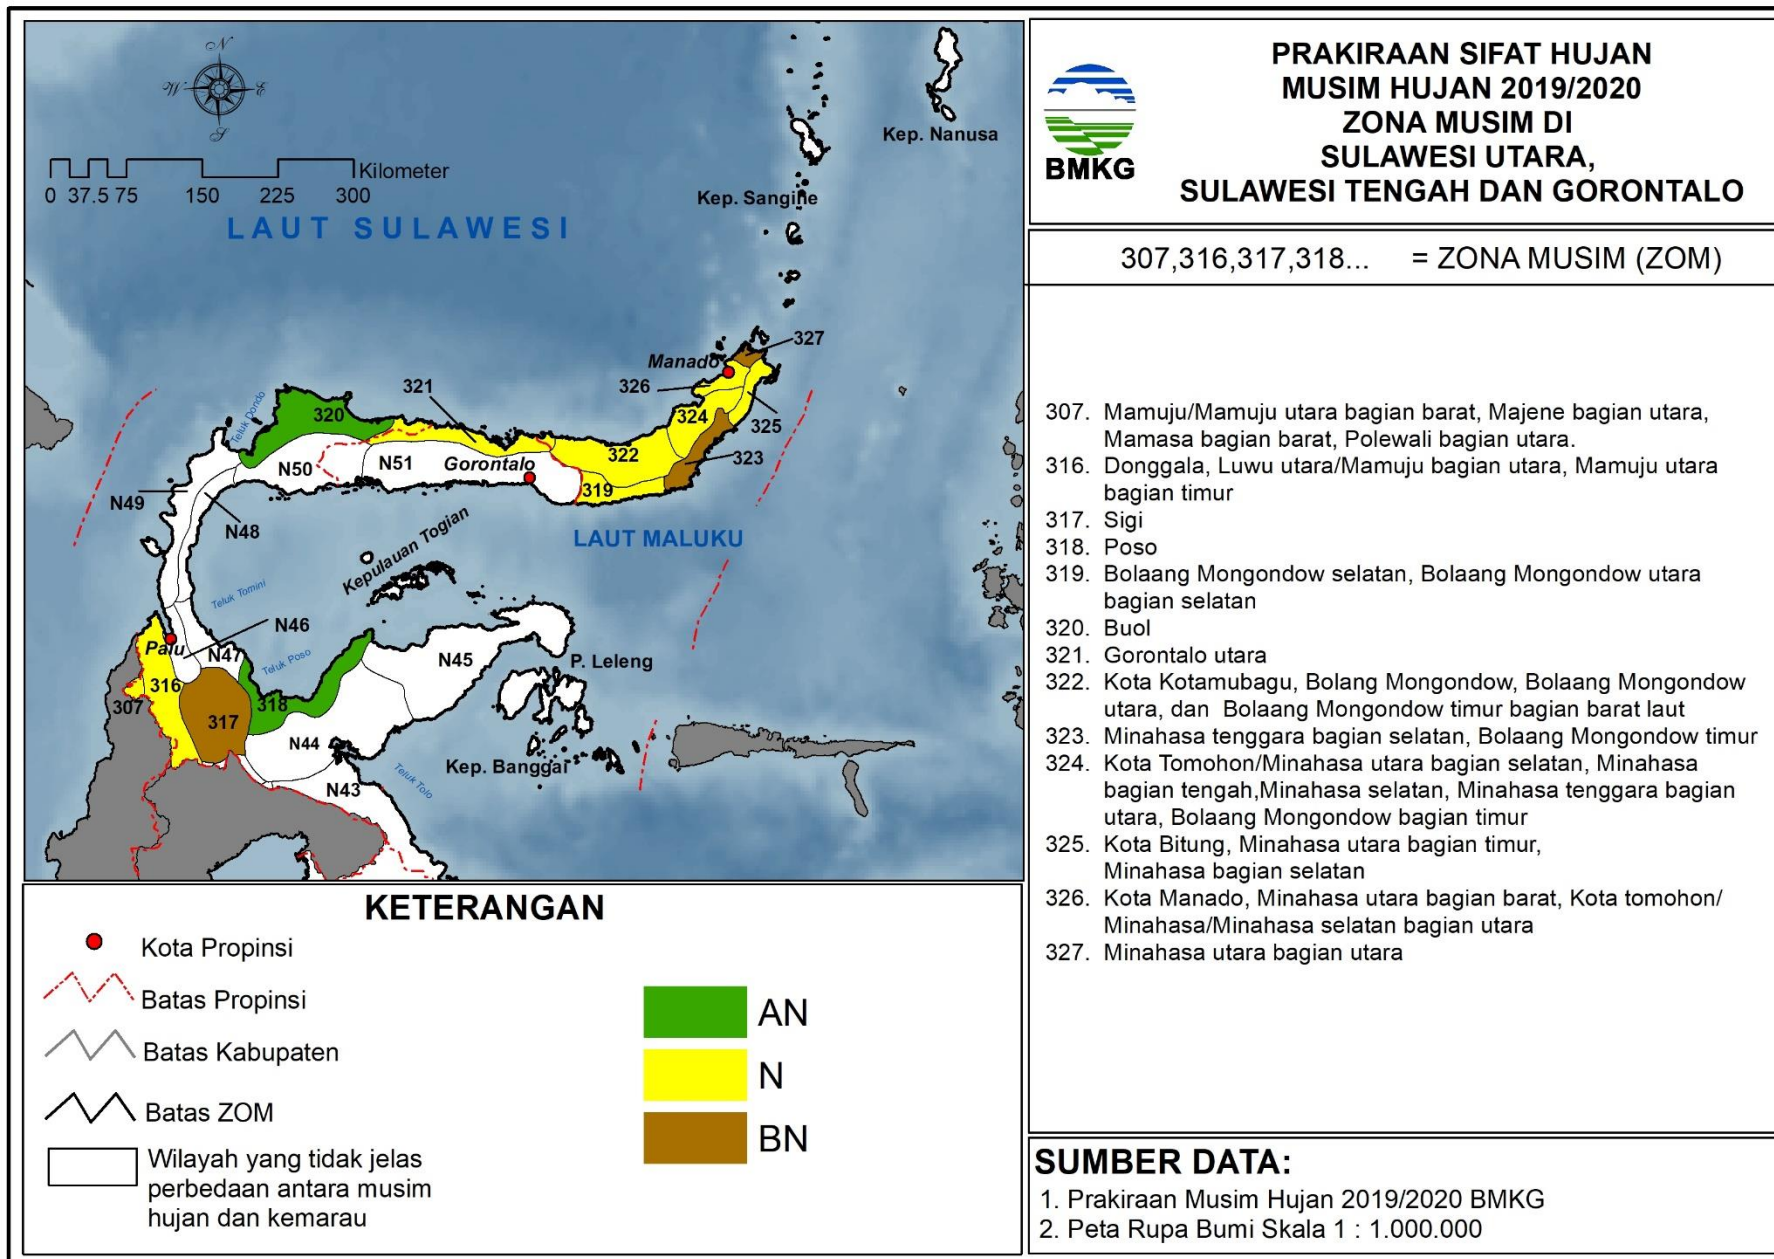 N
W
E
S
Kilometer
0 37.5 75 150 225 300
LAUT SULAWESI
Kep. Nanusa
Kep. Sangine
327
Manado
326
321
320
Teluk Dondo
324
325
322
323
N50
N51
Gorontalo
319
N49
N48
LAUT MALUKU
Kepulauan Togian
Teluk Tomini
N46
Palu
N47
Teluk Poso
N45
P. Leleng
316
307
317
318
N44
Kep. Banggai
Teluk Tolo
N43
KETERANGAN
Kota Propinsi
Batas Propinsi
Batas Kabupaten
Batas ZOM
Wilayah yang tidak jelas
perbedaan antara musim
hujan dan kemarau
AN
N
BN
BMKG
PRAKIRAAN SIFAT HUJAN
MUSIM HUJAN 2019/2020
ZONA MUSIM DI
SULAWESI UTARA,
SULAWESI TENGAH DAN GORONTALO
307,316,317,318... = ZONA MUSIM (ZOM)
307. Mamuju/Mamuju utara bagian barat, Majene bagian utara,
Mamasa bagian barat, Polewali bagian utara.
316. Donggala, Luwu utara/Mamuju bagian utara, Mamuju utara
bagian timur
317. Sigi
318. Poso
319. Bolaang Mongondow selatan, Bolaang Mongondow utara
bagian selatan
320. Buol
321. Gorontalo utara
322. Kota Kotamubagu, Bolang Mongondow, Bolaang Mongondow
utara, dan Bolaang Mongondow timur bagian barat laut
323. Minahasa tenggara bagian selatan, Bolaang Mongondow timur
324. Kota Tomohon/Minahasa utara bagian selatan, Minahasa
bagian tengah,Minahasa selatan, Minahasa tenggara bagian
utara, Bolaang Mongondow bagian timur
325. Kota Bitung, Minahasa utara bagian timur,
Minahasa bagian selatan
326. Kota Manado, Minahasa utara bagian barat, Kota tomohon/
Minahasa/Minahasa selatan bagian utara
327. Minahasa utara bagian utara
SUMBER DATA:
1. Prakiraan Musim Hujan 2019/2020 BMKG
2. Peta Rupa Bumi Skala 1 : 1.000.000